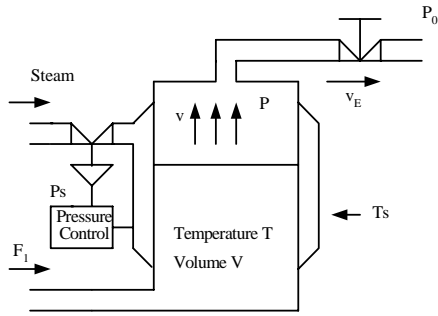 P0
Steam
vE
v
P
Ps
Pressure
Control
Ts
F1
Temperature T
Volume V